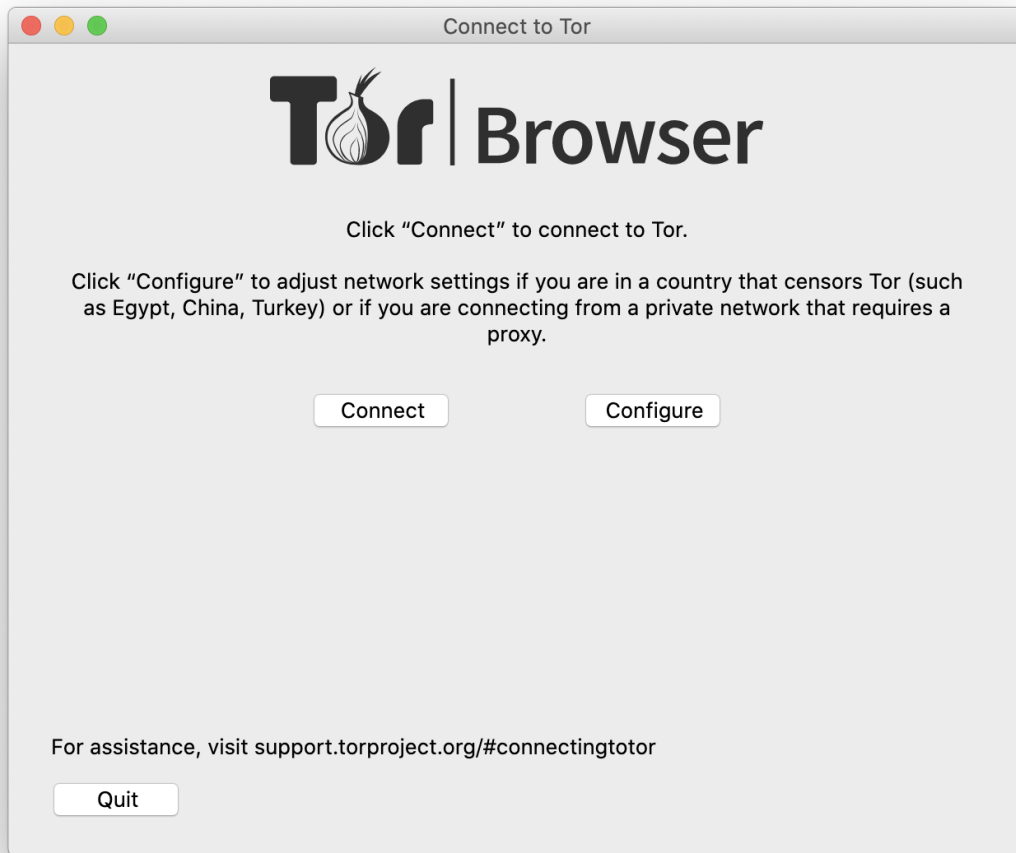 Connect to Tor
Tor Browser
Click “Connect” to connect to Tor.
Click “Configure” to adjust network settings if you are in a country that censors Tor (such
as Egypt, China, Turkey) or if you are connecting from a private network that requires a
proxy.
Connect Configure
For assistance, visit support.torproject.org/#connectingtotor
Quit